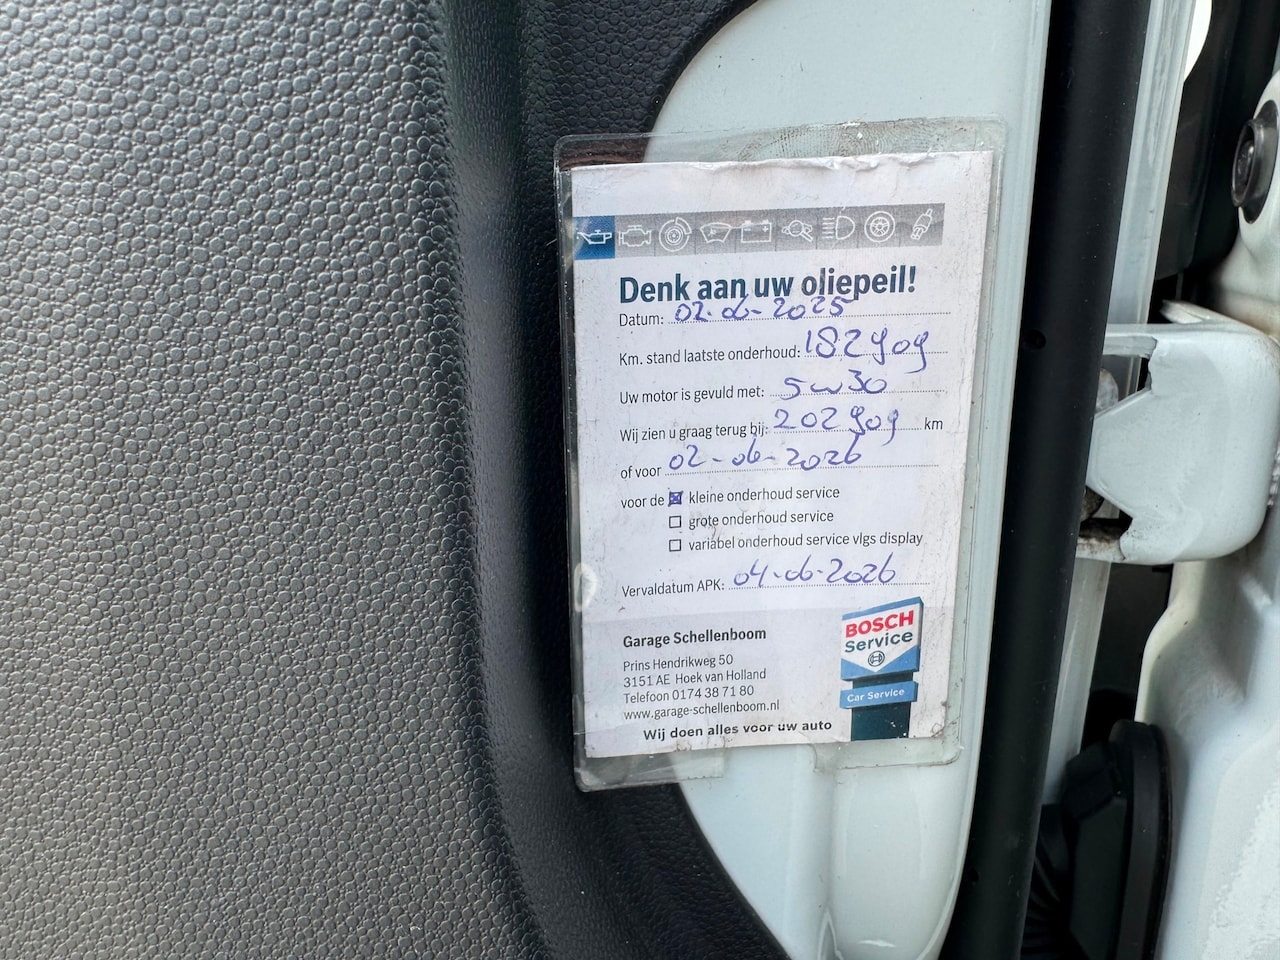 Denk aan uw oliepeil!
Datum: 02-06-2025
Km. stand laatste onderhoud: 182909
Uw motor is gevuld met: 5w30
Wij zien u graag terug bij: 202909 km
of voor 02-06-2026
voor de kleine onderhoud service
grote onderhoud service
variabel onderhoud service vlgs display
Vervaldatum APK: 04-06-2026
Garage Schellenboom
Prins Hendrikweg 50
3151 AE Hoek van Holland
Telefoon 0174 38 71 80
www.garage-schellenboom.nl
Wij doen alles voor uw auto
BOSCH
Service
Car Service